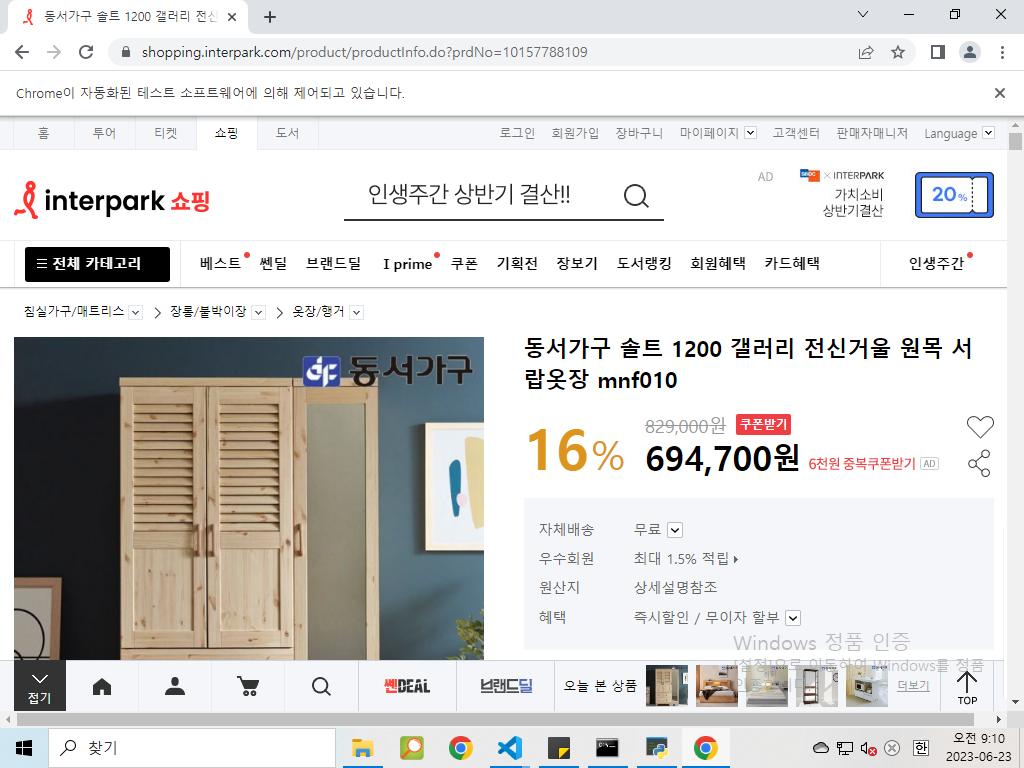 동서가구 솔트 1200 갤러리 전신
shopping.interpark.com/product/productInfo.do?prdNo=10157788109
Chrome이 자동화된 테스트 소프트웨어에 의해 제어되고 있습니다.
홈 투어 티켓 쇼핑 도서 로그인 회원가입 장바구니 마이페이지 고객센터 판매자매니저 Language
interpark 쇼핑 인생주간 상반기 결산!! AD
SBDC × INTERPARK
가치소비
상반기결산
20%
전체 카테고리 베스트 쎈딜 브랜드딜 I prime 쿠폰 기획전 장보기 도서랭킹 회원혜택 카드혜택 인생주간
침실가구/매트리스 장롱/붙박이장 옷장/행거
동서가구
동서가구 솔트 1200 갤러리 전신거울 원목 서
랍옷장 mnf010
16% 829,000원 쿠폰받기
694,700원 6천원 중복쿠폰받기 AD
자체배송 무료
우수회원 최대 1.5% 적립
원산지 상세설명참조
혜택 즉시할인 / 무이자 할부
Windows 정품 인증
[설정]으로 이동하여 Windows를 정품
접기 쎈DEAL 브랜드딜 오늘 본 상품 더보기 TOP
찾기
한
오전 9:10
2023-06-23